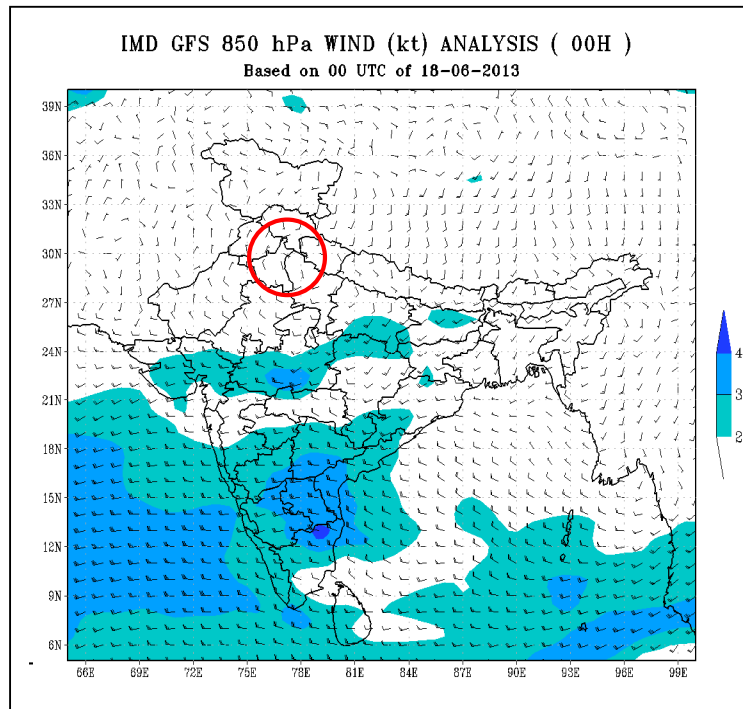 IMD GFS 850 hPa WIND (kt) ANALYSIS ( 00H )
Based on 00 UTC of 18-06-2013
39N
36N
33N
30N
27N
24N
21N
18N
15N
12N
9N
6N
66E 69E 72E 75E 78E 81E 84E 87E 90E 93E 96E 99E
4
3
2